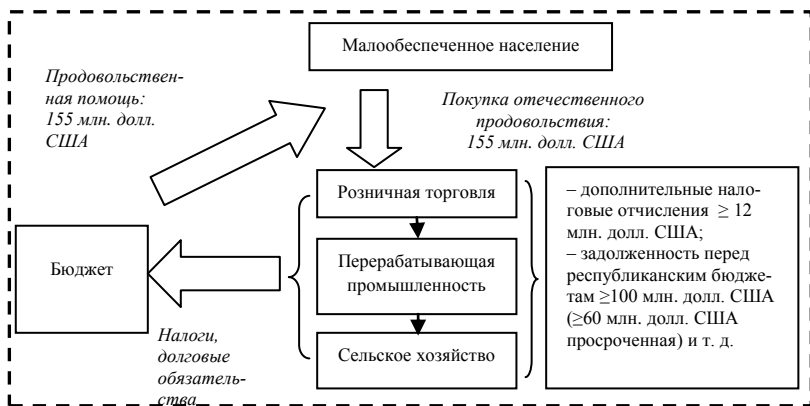 Малообеспеченное население
Продовольствен-
ная помощь:
155 млн. долл.
США
Покупка отечественного
продовольствия:
155 млн. долл. США
Розничная торговля
Перерабатывающая
промышленность
Сельское хозяйство
– дополнительные нало-
говые отчисления ≥ 12
млн. долл. США;
– задолженность перед
республиканским бюдже-
там ≥100 млн. долл. США
(≥60 млн. долл. США
просроченная) и т. д.
Бюджет
Налоги,
долговые
обязатель-
ства